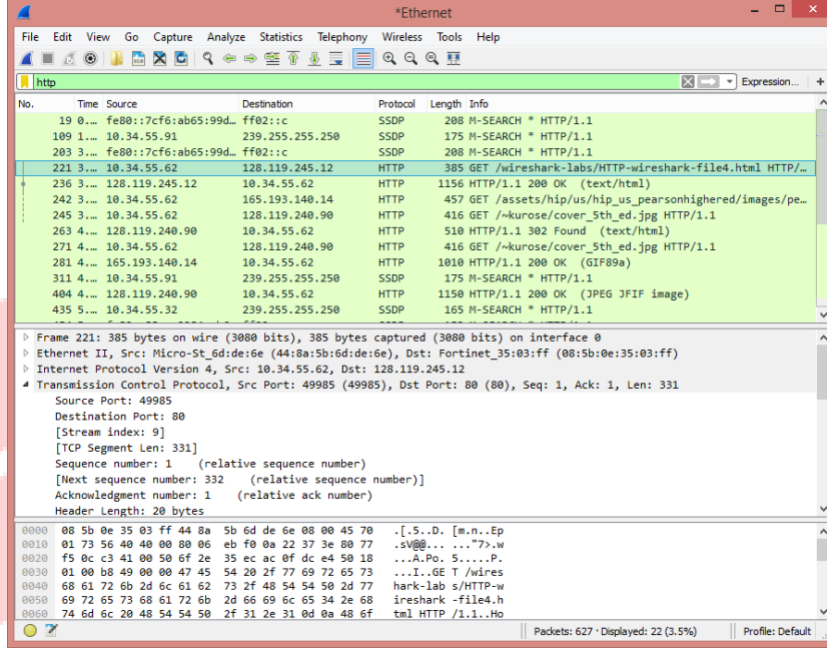 *Ethernet
File Edit View Go Capture Analyze Statistics Telephony Wireless Tools Help
http Expression... +
No. Time Source Destination Protocol Length Info
19 0... fe80::7cf6:ab65:99d... ff02::c SSDP 208 M-SEARCH * HTTP/1.1
109 1... 10.34.55.91 239.255.255.250 SSDP 175 M-SEARCH * HTTP/1.1
203 3... fe80::7cf6:ab65:99d... ff02::c SSDP 208 M-SEARCH * HTTP/1.1
221 3... 10.34.55.62 128.119.245.12 HTTP 385 GET /wireshark-labs/HTTP-wireshark-file4.html HTTP/...
236 3... 128.119.245.12 10.34.55.62 HTTP 1156 HTTP/1.1 200 OK (text/html)
242 3... 10.34.55.62 165.193.140.14 HTTP 457 GET /assets/hip/us/hip_us_pearsonhighered/images/pe...
245 3... 10.34.55.62 128.119.240.90 HTTP 416 GET /~kurose/cover_5th_ed.jpg HTTP/1.1
263 4... 128.119.240.90 10.34.55.62 HTTP 510 HTTP/1.1 302 Found (text/html)
271 4... 10.34.55.62 128.119.240.90 HTTP 416 GET /~kurose/cover_5th_ed.jpg HTTP/1.1
281 4... 165.193.140.14 10.34.55.62 HTTP 1010 HTTP/1.1 200 OK (GIF89a)
311 4... 10.34.55.91 239.255.255.250 SSDP 175 M-SEARCH * HTTP/1.1
404 4... 128.119.240.90 10.34.55.62 HTTP 1150 HTTP/1.1 200 OK (JPEG JFIF image)
435 5... 10.34.55.32 239.255.255.250 SSDP 165 M-SEARCH * HTTP/1.1
Frame 221: 385 bytes on wire (3080 bits), 385 bytes captured (3080 bits) on interface 0
Ethernet II, Src: Micro-St_6d:de:6e (44:8a:5b:6d:de:6e), Dst: Fortinet_35:03:ff (08:5b:0e:35:03:ff)
Internet Protocol Version 4, Src: 10.34.55.62, Dst: 128.119.245.12
Transmission Control Protocol, Src Port: 49985 (49985), Dst Port: 80 (80), Seq: 1, Ack: 1, Len: 331
Source Port: 49985
Destination Port: 80
[Stream index: 9]
[TCP Segment Len: 331]
Sequence number: 1 (relative sequence number)
[Next sequence number: 332 (relative sequence number)]
Acknowledgment number: 1 (relative ack number)
Header Length: 20 bytes
0000 08 5b 0e 35 03 ff 44 8a 5b 6d de 6e 08 00 45 70 .[.5..D. [m.n..Ep
0010 01 73 56 40 40 00 80 06 eb f0 0a 22 37 3e 80 77 .sV@@... ..."7>.w
0020 f5 0c c3 41 00 50 6f 2e 35 ec ac 0f dc e4 50 18 ...A.Po. 5.....P.
0030 01 00 b8 49 00 00 47 45 54 20 2f 77 69 72 65 73 ...I..GE T /wires
0040 68 61 72 6b 2d 6c 61 62 73 2f 48 54 54 50 2d 77 hark-lab s/HTTP-w
0050 69 72 65 73 68 61 72 6b 2d 66 69 6c 65 34 2e 68 ireshark -file4.h
0060 74 6d 6c 20 48 54 54 50 2f 31 2e 31 0d 0a 48 6f tml HTTP /1.1..Ho
Packets: 627 · Displayed: 22 (3.5%) Profile: Default